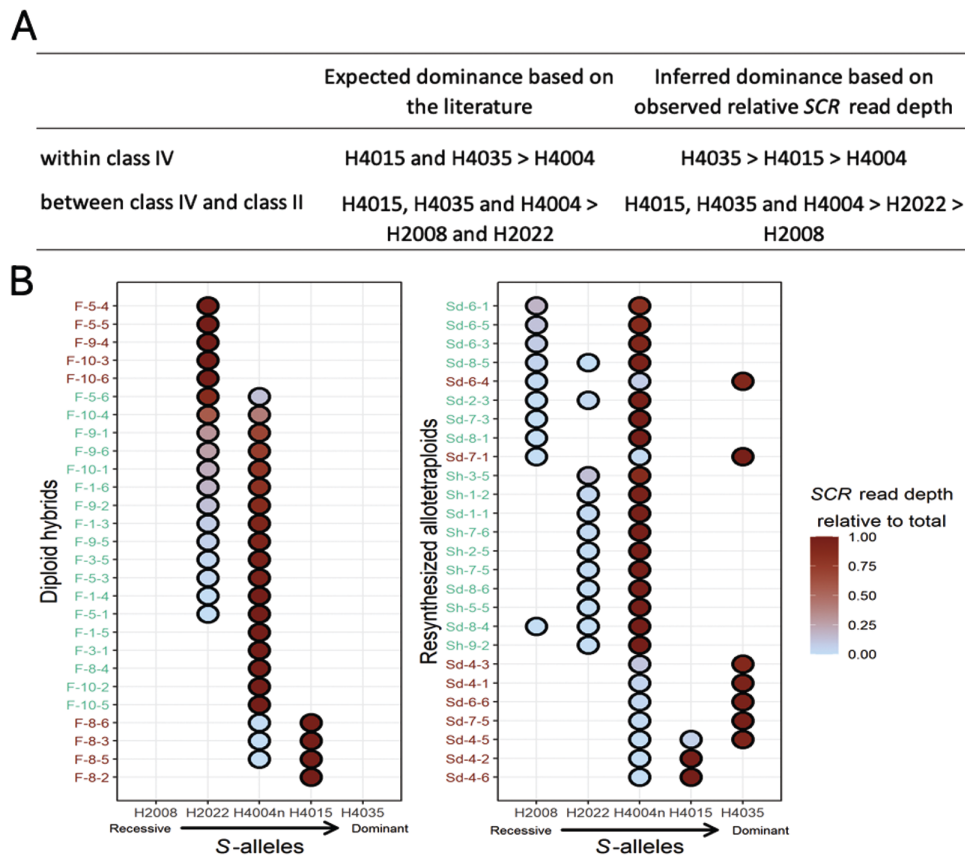 A
Expected dominance based on
the literature
Inferred dominance based on
observed relative SCR read depth
within class IV
H4015 and H4035 > H4004
H4035 > H4015 > H4004
between class IV and class II
H4015, H4035 and H4004 >
H2008 and H2022
H4015, H4035 and H4004 > H2022 >
H2008
B
Diploid hybrids
F-5-4
F-5-5
F-9-4
F-10-3
F-10-6
F-5-6
F-10-4
F-9-1
F-9-6
F-10-1
F-1-6
F-9-2
F-1-3
F-9-5
F-3-5
F-5-3
F-1-4
F-5-1
F-1-5
F-3-1
F-8-4
F-10-2
F-10-5
F-8-6
F-8-3
F-8-5
F-8-2
H2008 H2022 H4004n H4015 H4035
Recessive Dominant
S-alleles
Resynthesized allotetraploids
Sd-6-1
Sd-6-5
Sd-6-3
Sd-8-5
Sd-6-4
Sd-2-3
Sd-7-3
Sd-8-1
Sd-7-1
Sh-3-5
Sh-1-2
Sd-1-1
Sh-7-6
Sh-2-5
Sh-7-5
Sd-8-6
Sh-5-5
Sd-8-4
Sh-9-2
Sd-4-3
Sd-4-1
Sd-6-6
Sd-7-5
Sd-4-5
Sd-4-2
Sd-4-6
H2008 H2022 H4004n H4015 H4035
Recessive Dominant
S-alleles
SCR read depth
relative to total
1.00
0.75
0.50
0.25
0.00